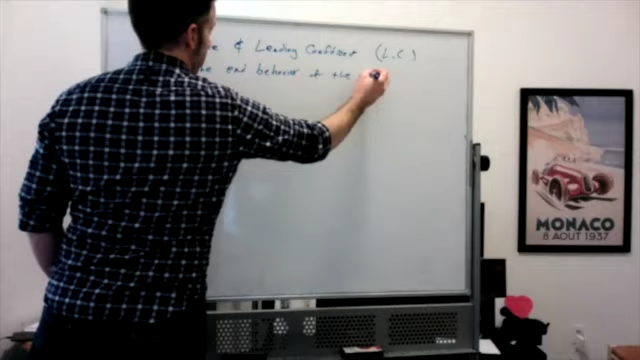 & Leading Coefficient (L.C.)
end behavior of the
MONACO
8 AOUT 1937